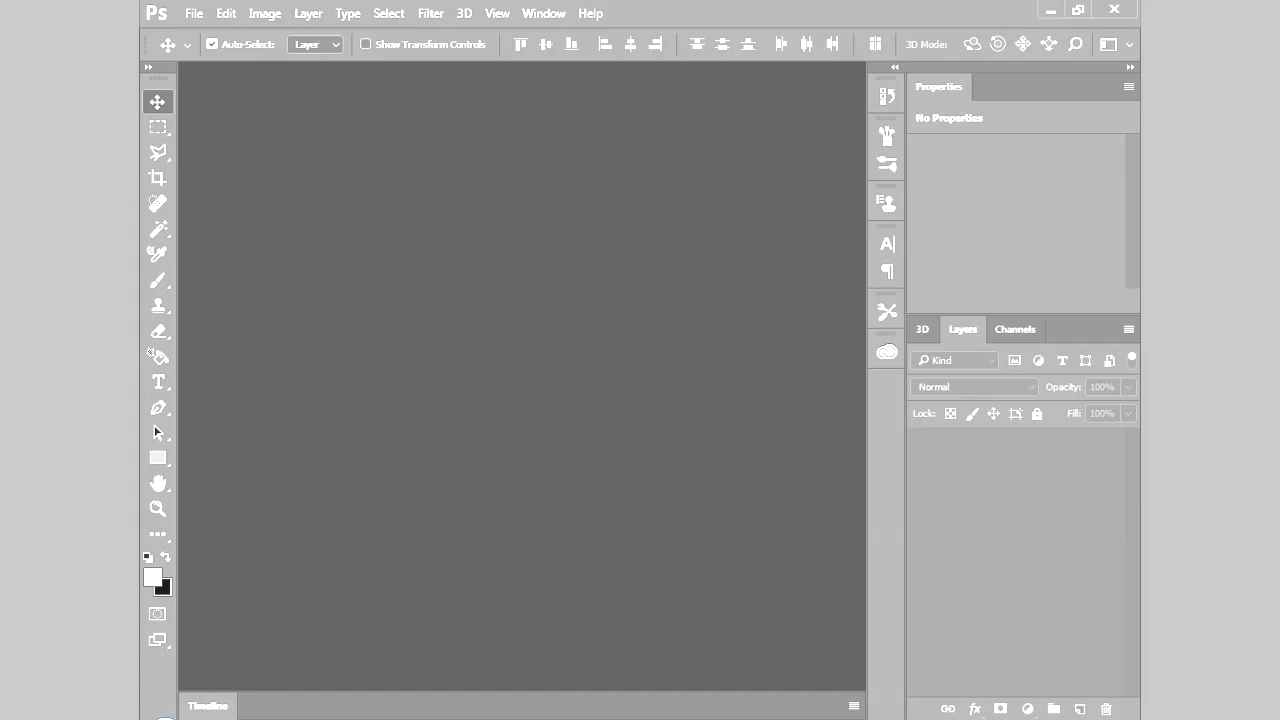 Ps File Edit Image Layer Type Select Filter 3D View Window Help
Auto-Select: Layer Show Transform Controls 3D Mode:
Properties
No Properties
3D Layers Channels
Kind
Normal Opacity: 100%
Lock: Fill: 100%
Timeline